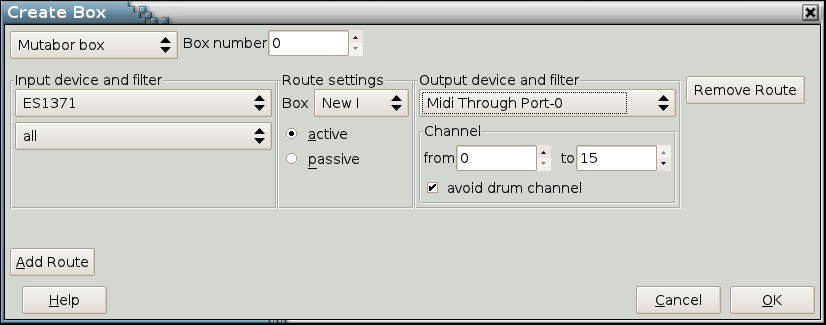 Create Box
Mutabor box Box number 0
Input device and filter Route settings Output device and filter
ES1371 Box New I Midi Through Port-0 Remove Route
all active Channel
passive from 0 to 15
avoid drum channel
Add Route
Help Cancel OK